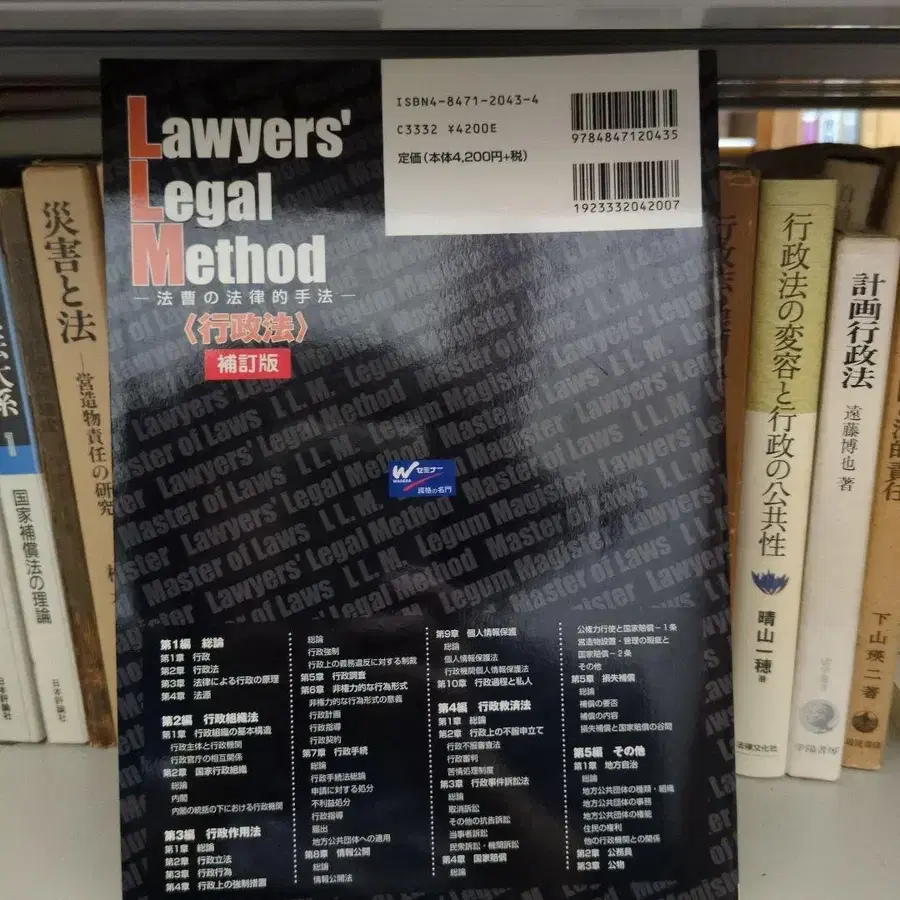 ISBN4-8471-2043-4
C3332 ¥4200E
定価(本体4,200円+税)
9784847120435
1923332042007
Lawyers'
Legal
Method
―法曹の法律的手法―
〈行政法〉
補訂版
Wセミナー
WASEDA
資格の名門
第1編 総論
第1章 行政
第2章 行政法
第3章 法律による行政の原理
第4章 法源
第2編 行政組織法
第1章 行政組織の基本構造
行政主体と行政機関
行政官庁の相互関係
第2章 国家行政組織
総論
内閣
内閣の統括の下における行政機関
第3編 行政作用法
第1章 総論
第2章 行政立法
第3章 行政行為
第4章 行政上の強制措置
総論
行政強制
行政上の義務違反に対する制裁
第5章 行政調査
第6章 非権力的な行為形式
非権力的な行為形式の意義
行政計画
行政指導
行政契約
第7章 行政手続
総論
行政手続法総論
申請に対する処分
不利益処分
行政指導
届出
地方公共団体への適用
第8章 情報公開
総論
情報公開法
第9章 個人情報保護
総論
個人情報保護法
行政機関個人情報保護法
第10章 行政過程と私人
第4編 行政救済法
第1章 総論
第2章 行政上の不服申立て
行政不服審査法
行政審判
苦情処理制度
第3章 行政事件訴訟法
総論
取消訴訟
その他の抗告訴訟
当事者訴訟
民衆訴訟・機関訴訟
第4章 国家賠償
総論
公権力行使と国家賠償-1条
営造物設置・管理の瑕疵と
国家賠償-2条
その他
第5章 損失補償
総論
補償の要否
補償の内容
損失補償と国家賠償の谷間
第5編 その他
第1章 地方自治
総論
地方公共団体の種類・組織
地方公共団体の事務
地方公共団体の権能
住民の権利
他の行政機関との関係
第2章 公務員
第3章 公物
Lawyers' Legal Method
Master of Laws LL.M. Legum Magister
災害と法
―営造物責任の研究
国家補償法の理論
日本評論社
日本評論社
行政法の変容と行政の公共性
晴山一穂 著
法律文化社
計画行政法
遠藤博也 著
学陽書房
下山瑛二 著